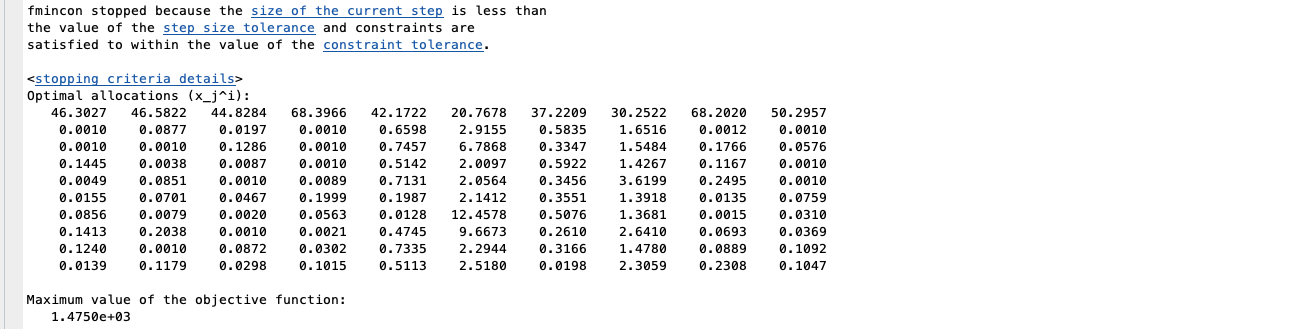 fmincon stopped because the size of the current step is less than
the value of the step size tolerance and constraints are
satisfied to within the value of the constraint tolerance.
<stopping criteria details>
Optimal allocations (x_j^i):
46.3027 46.5822 44.8284 68.3966 42.1722 20.7678 37.2209 30.2522 68.2020 50.2957
0.0010 0.0877 0.0197 0.0010 0.6598 2.9155 0.5835 1.6516 0.0012 0.0010
0.0010 0.0010 0.1286 0.0010 0.7457 6.7868 0.3347 1.5484 0.1766 0.0576
0.1445 0.0038 0.0087 0.0010 0.5142 2.0097 0.5922 1.4267 0.1167 0.0010
0.0049 0.0851 0.0010 0.0089 0.7131 2.0564 0.3456 3.6199 0.2495 0.0010
0.0155 0.0701 0.0467 0.1999 0.1987 2.1412 0.3551 1.3918 0.0135 0.0759
0.0856 0.0079 0.0020 0.0563 0.0128 12.4578 0.5076 1.3681 0.0015 0.0310
0.1413 0.2038 0.0010 0.0021 0.4745 9.6673 0.2610 2.6410 0.0693 0.0369
0.1240 0.0010 0.0872 0.0302 0.7335 2.2944 0.3166 1.4780 0.0889 0.1092
0.0139 0.1179 0.0298 0.1015 0.5113 2.5180 0.0198 2.3059 0.2308 0.1047
Maximum value of the objective function:
1.4750e+03